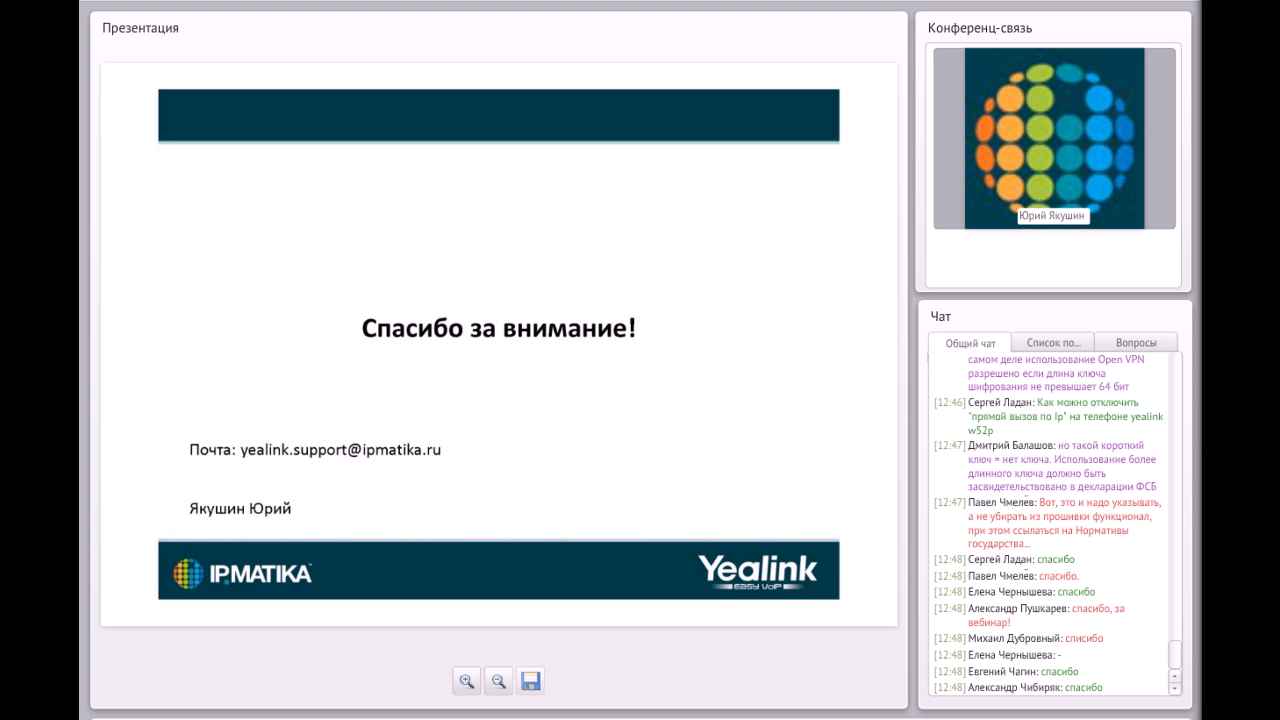 Презентация
Спасибо за внимание!
Почта: yealink.support@ipmatika.ru
Якушин Юрий
IPMATIKA
Yealink
EASY VoIP
Конференц-связь
Юрий Якушин
Чат
Общий чат
Список по...
Вопросы
самом деле использование Open VPN
разрешено если длина ключа
шифрования не превышает 64 бит
[12:46] Сергей Ладан: Как можно отключить
"прямой вызов по Ip" на телефоне yealink
w52p
[12:47] Дмитрий Балашов: но такой короткий
ключ = нет ключа. Использование более
длинного ключа должно быть
засвидетельствовано в декларации ФСБ
[12:47] Павел Чмелёв: Вот, это и надо указывать,
а не убирать из прошивки функционал,
при этом ссылаться на Нормативы
государства...
[12:48] Сергей Ладан: спасибо
[12:48] Павел Чмелёв: спасибо.
[12:48] Елена Чернышева: спасибо
[12:48] Александр Пушкарев: спасибо, за
вебинар!
[12:48] Михаил Дубровный: списибо
[12:48] Елена Чернышева: -
[12:48] Евгений Чагин: спасибо
[12:48] Александр Чибиряк: спасибо